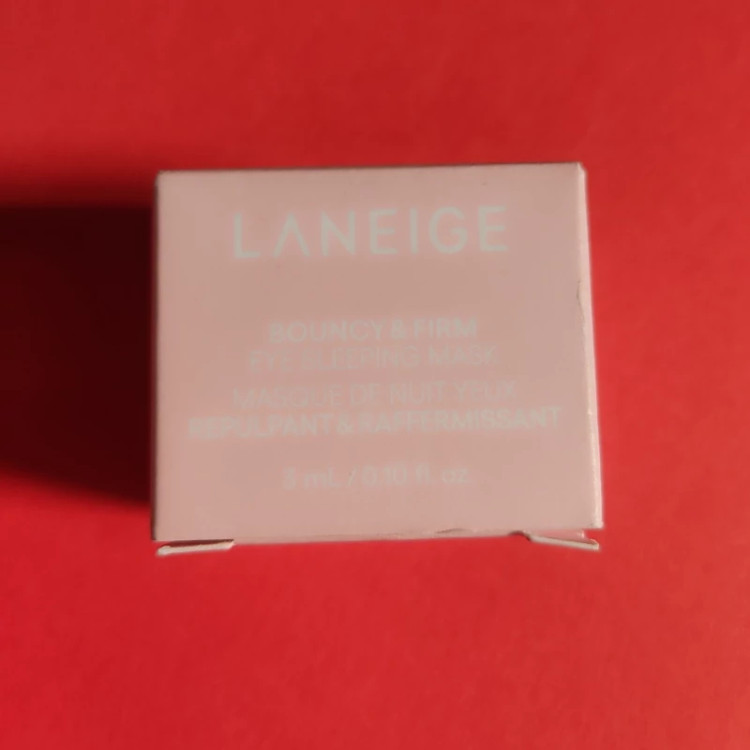 LANEIGE
BOUNCY & FIRM
EYE SLEEPING MASK
MASQUE DE NUIT YEUX
REPULPANT & RAFFERMISSANT
3 mL / 0.10 fl. oz.